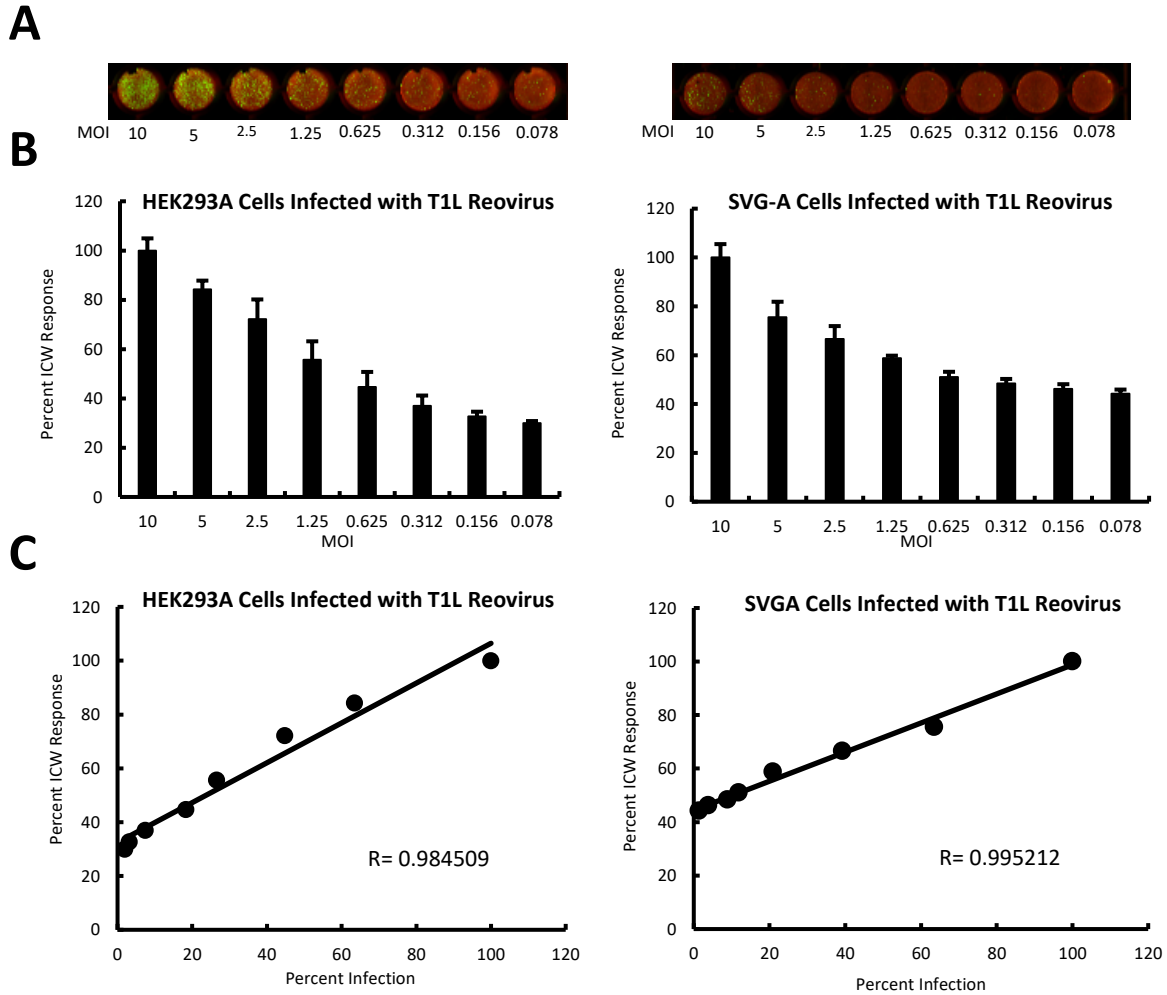 A
MOI 10 5 2.5 1.25 0.625 0.312 0.156 0.078
MOI 10 5 2.5 1.25 0.625 0.312 0.156 0.078
B
HEK293A Cells Infected with T1L Reovirus
Percent ICW Response
120
100
80
60
40
20
0
10 5 2.5 1.25 0.625 0.312 0.156 0.078
MOI
SVG-A Cells Infected with T1L Reovirus
Percent ICW Response
120
100
80
60
40
20
0
10 5 2.5 1.25 0.625 0.312 0.156 0.078
MOI
C
HEK293A Cells Infected with T1L Reovirus
Percent ICW Response
120
100
80
60
40
20
0
R= 0.984509
0 20 40 60 80 100 120
Percent Infection
SVGA Cells Infected with T1L Reovirus
Percent ICW Response
120
100
80
60
40
20
0
R= 0.995212
0 20 40 60 80 100 120
Percent Infection